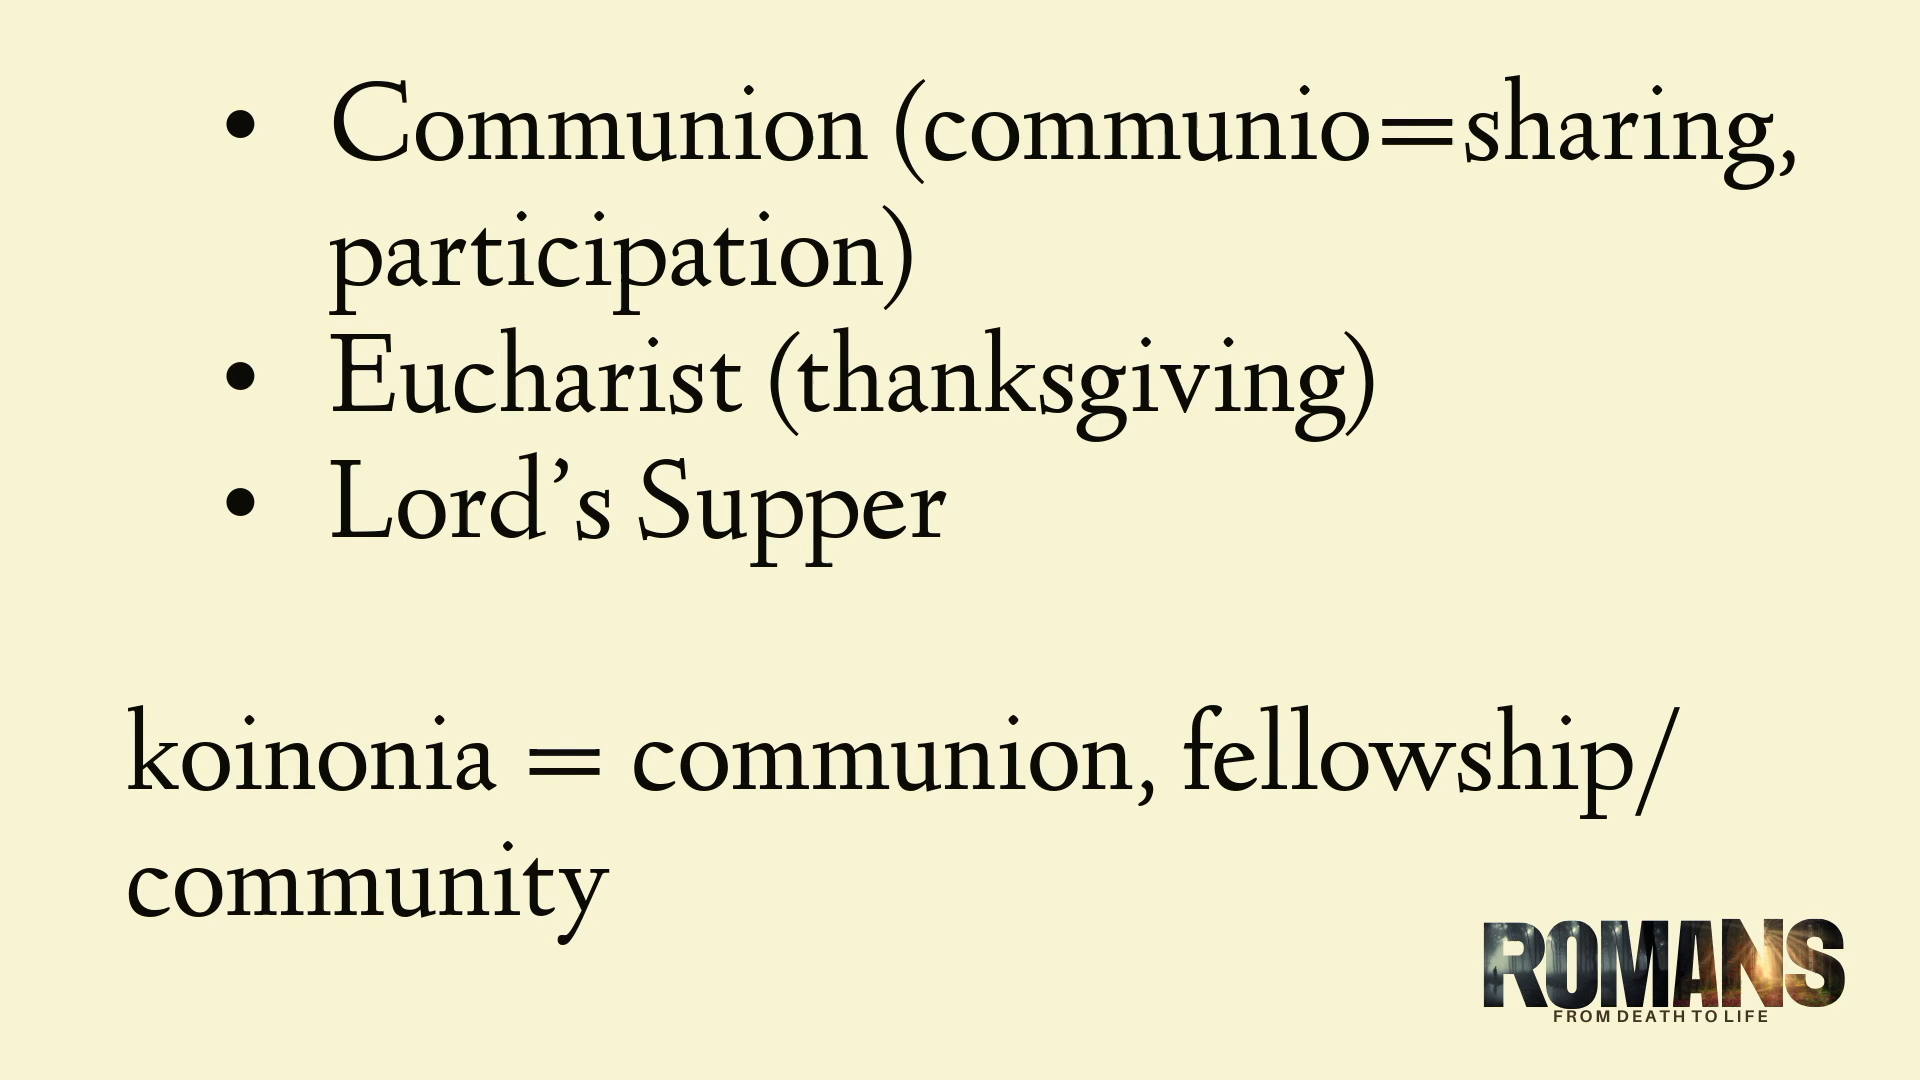 • Communion (communio=sharing,
participation)
• Eucharist (thanksgiving)
• Lord’s Supper
koinonia = communion, fellowship/
community
ROMANS
FROM DEATH TO LIFE